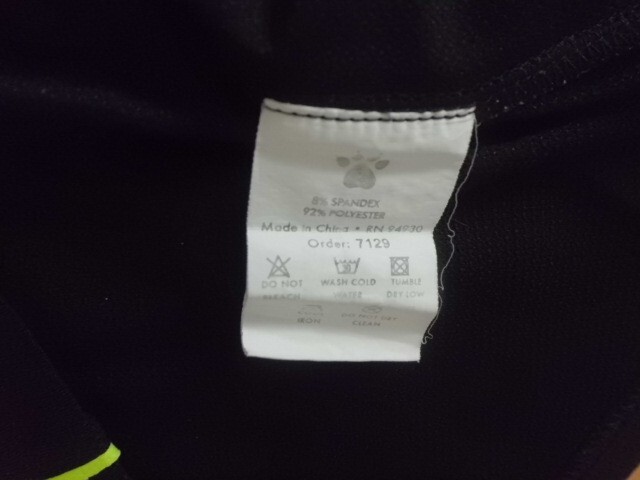 8% SPANDEX
92% POLYESTER
Made in China • RN 94930
Order: 7129
DO NOT WASH COLD TUMBLE
BLEACH WATER DRY LOW
IRON CLEAN